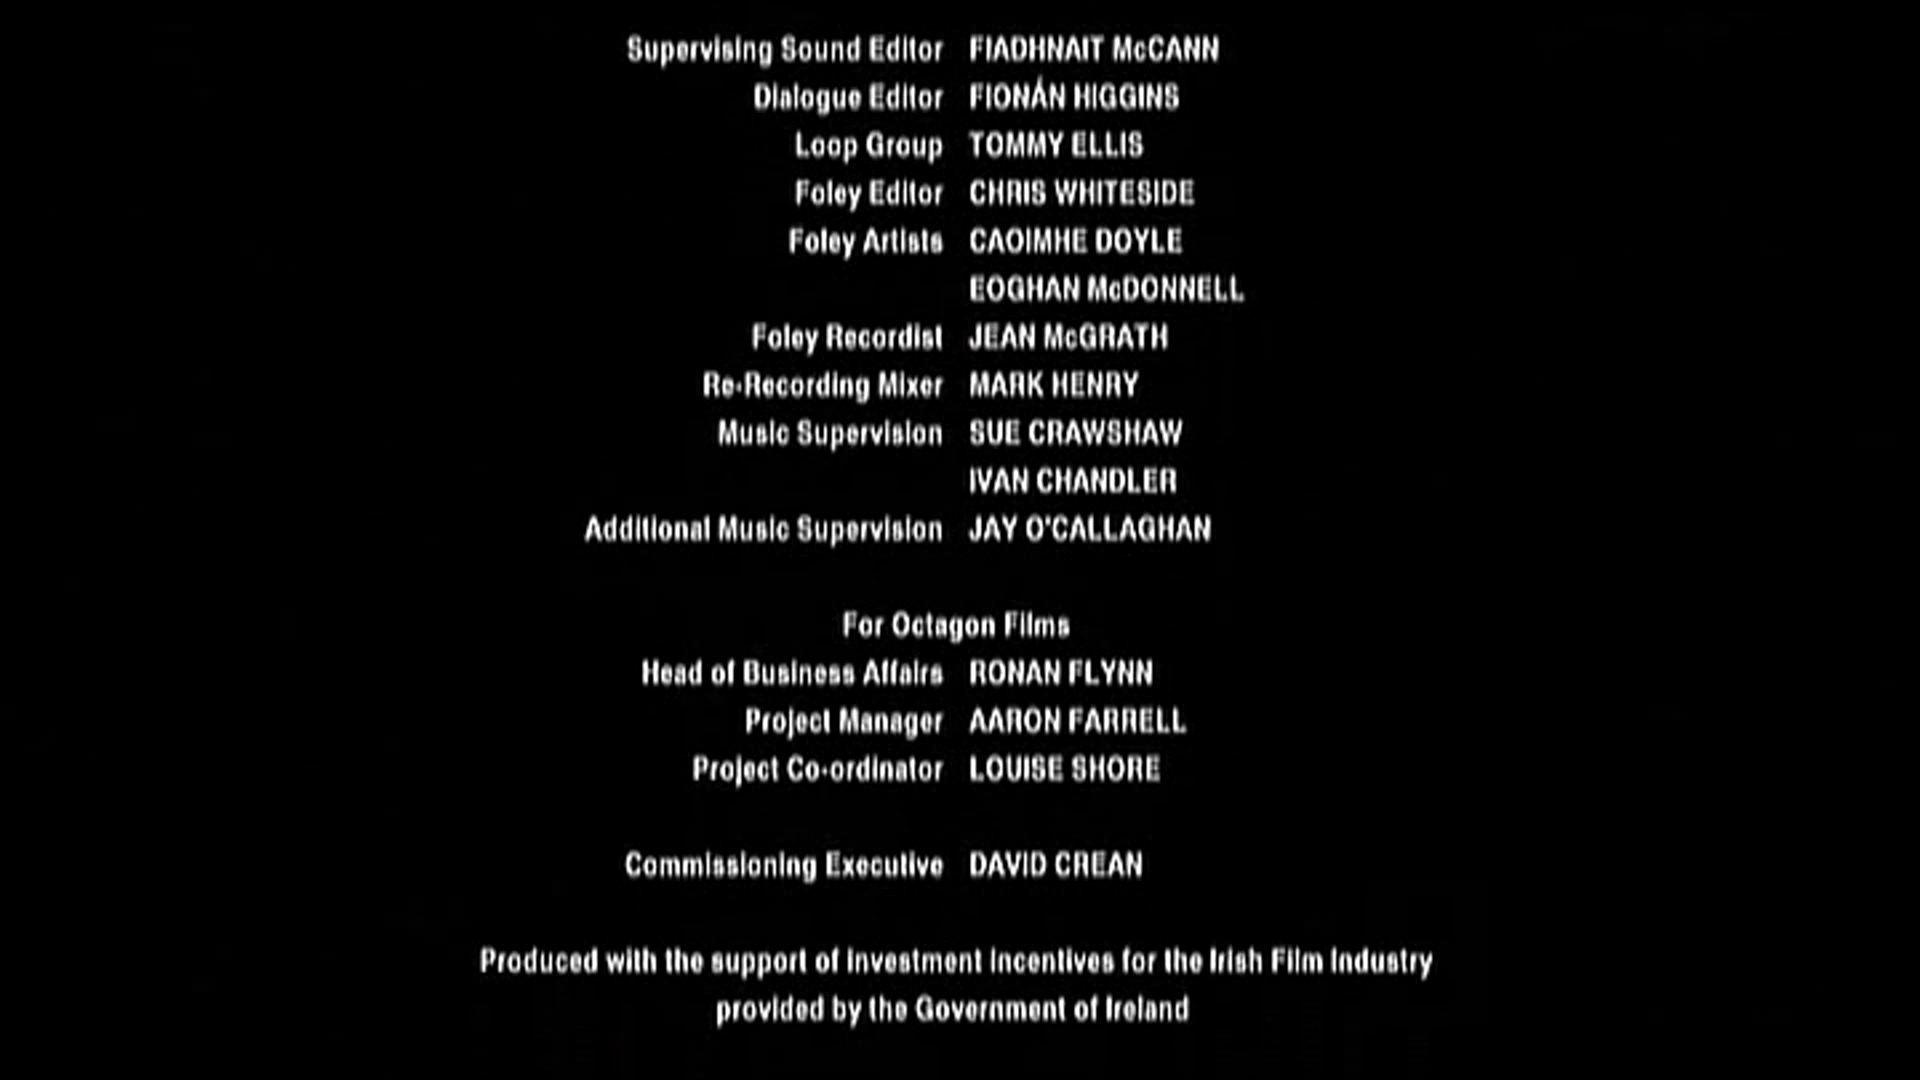 Supervising Sound Editor FIADHNAIT McCANN
Dialogue Editor FIONÁN HIGGINS
Loop Group TOMMY ELLIS
Foley Editor CHRIS WHITESIDE
Foley Artists CAOIMHE DOYLE
EOGHAN McDONNELL
Foley Recordist JEAN McGRATH
Re-Recording Mixer MARK HENRY
Music Supervision SUE CRAWSHAW
IVAN CHANDLER
Additional Music Supervision JAY O'CALLAGHAN
For Octagon Films
Head of Business Affairs RONAN FLYNN
Project Manager AARON FARRELL
Project Co-ordinator LOUISE SHORE
Commissioning Executive DAVID CREAN
Produced with the support of investment incentives for the Irish Film Industry
provided by the Government of Ireland